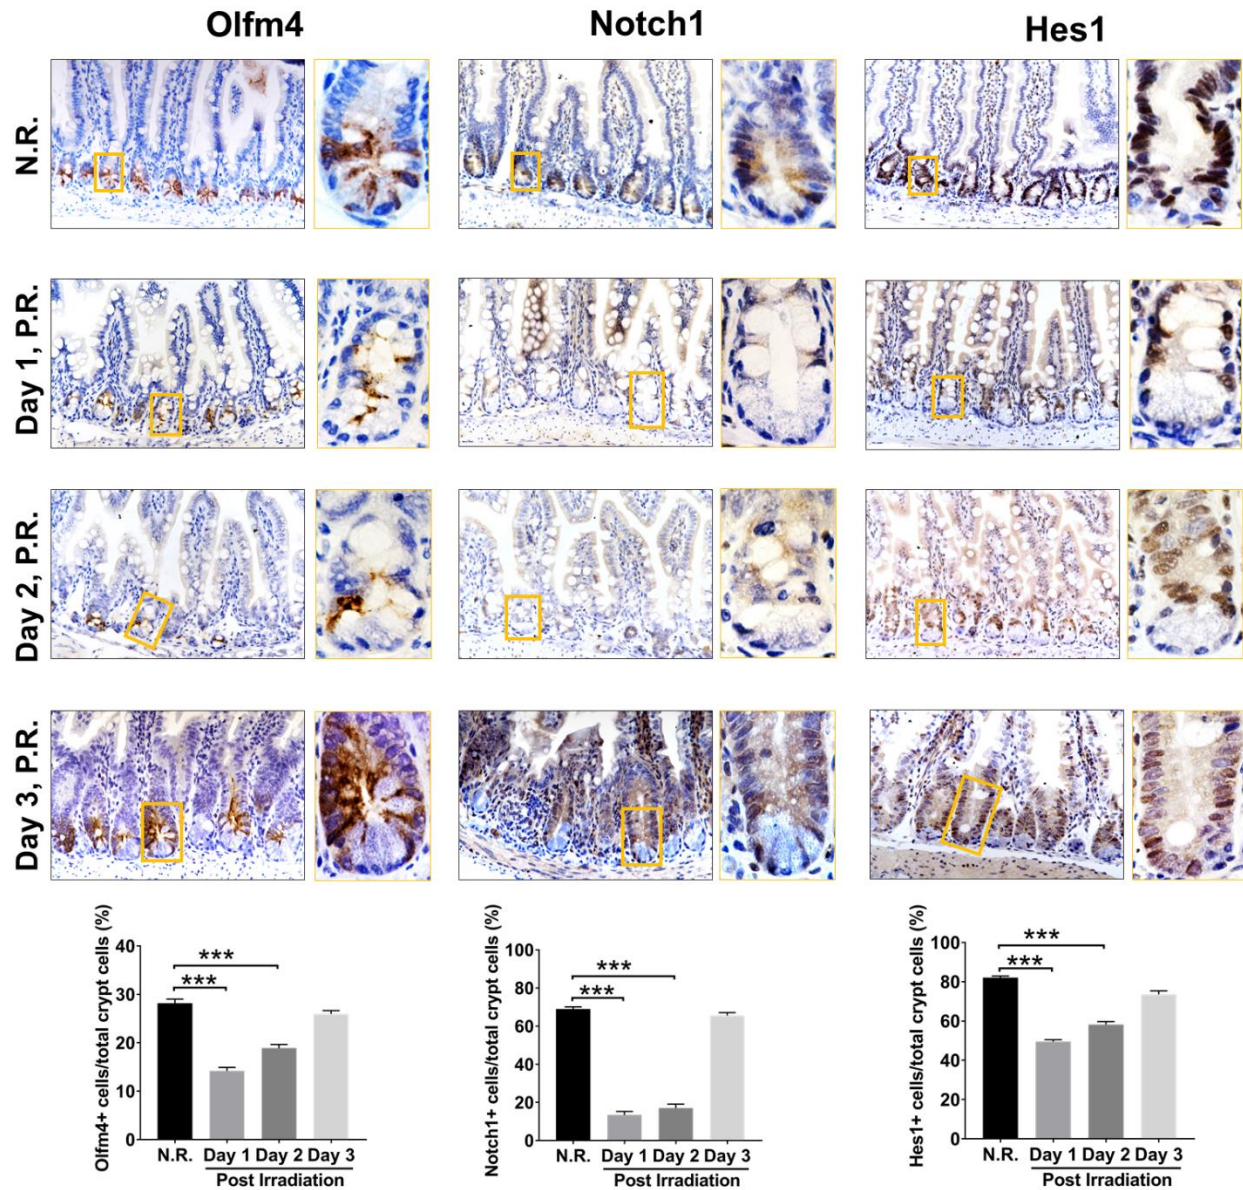 Olfm4
Notch1
Hes1
N.R.
Day 1, P.R.
Day 2, P.R.
Day 3, P.R.
Olfm4+ cells/total crypt cells (%)
40
30
20
10
0
***
***
N.R. Day 1 Day 2 Day 3
Post Irradiation
Notch1+ cells/total crypt cells (%)
100
80
60
40
20
0
***
***
N.R. Day 1 Day 2 Day 3
Post Irradiation
Hes1+ cells/total crypt cells (%)
100
80
60
40
20
0
***
***
N.R. Day 1 Day 2 Day 3
Post Irradiation